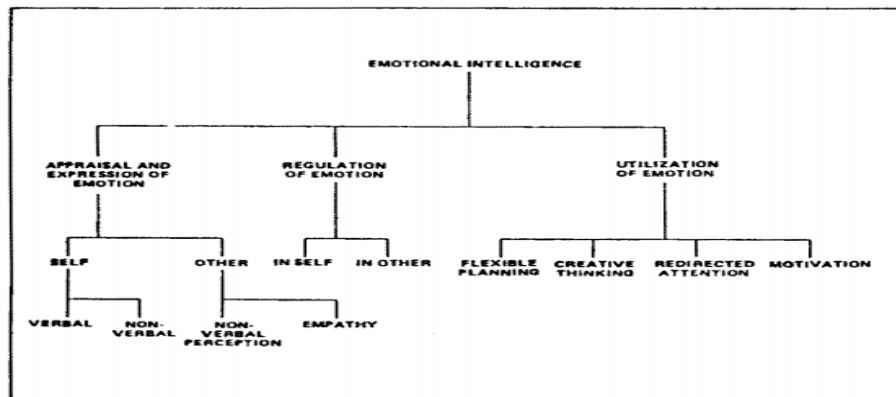 EMOTIONAL INTELLIGENCE
APPRAISAL AND
EXPRESSION OF
EMOTION
REGULATION
OF EMOTION
UTILIZATION
OF EMOTION
SELF
OTHER
IN SELF
IN OTHER
FLEXIBLE
PLANNING
CREATIVE
THINKING
REDIRECTED
ATTENTION
MOTIVATION
VERBAL
NON-
VERBAL
NON-
VERBAL
PERCEPTION
EMPATHY